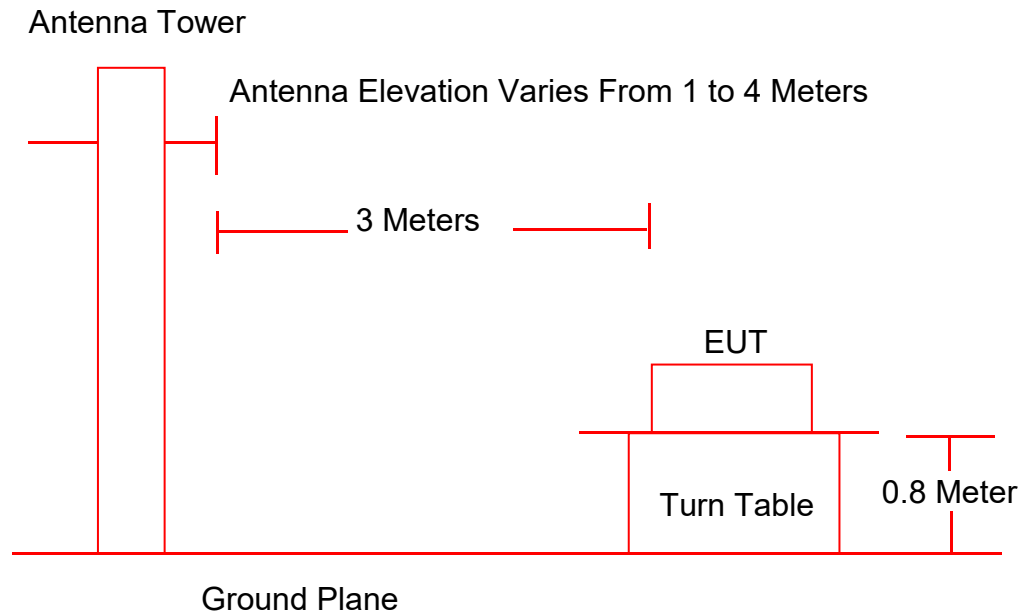 Antenna Tower
Antenna Elevation Varies From 1 to 4 Meters
3 Meters
EUT
0.8 Meter
Turn Table
Ground Plane